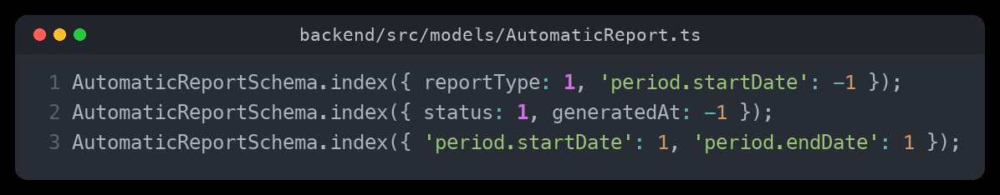 backend/src/models/AutomaticReport.ts
1 AutomaticReportSchema.index({ reportType: 1, 'period.startDate': -1 });
2 AutomaticReportSchema.index({ status: 1, generatedAt: -1 });
3 AutomaticReportSchema.index({ 'period.startDate': 1, 'period.endDate': 1 });